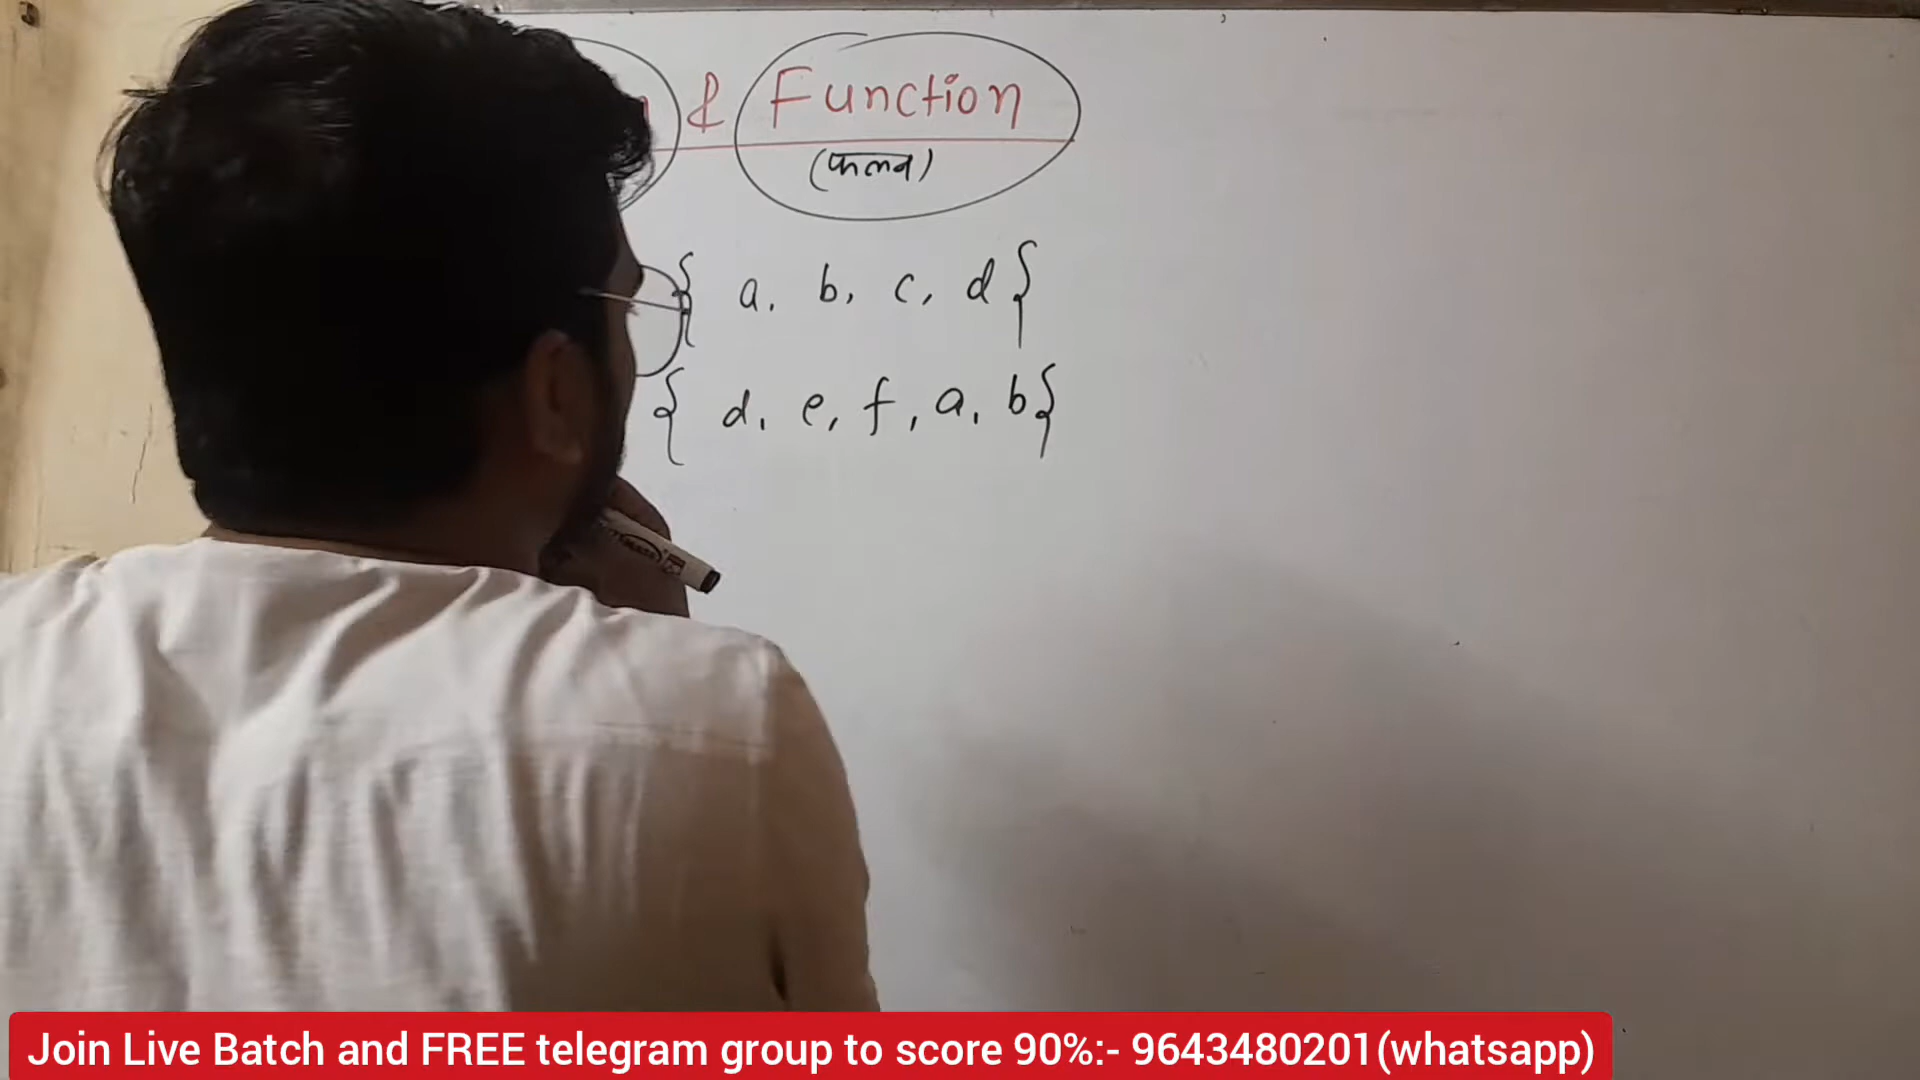 & Function
(फलन)
{ a, b, c, d }
{ d, e, f, a, b }
Join Live Batch and FREE telegram group to score 90%:- 9643480201(whatsapp)